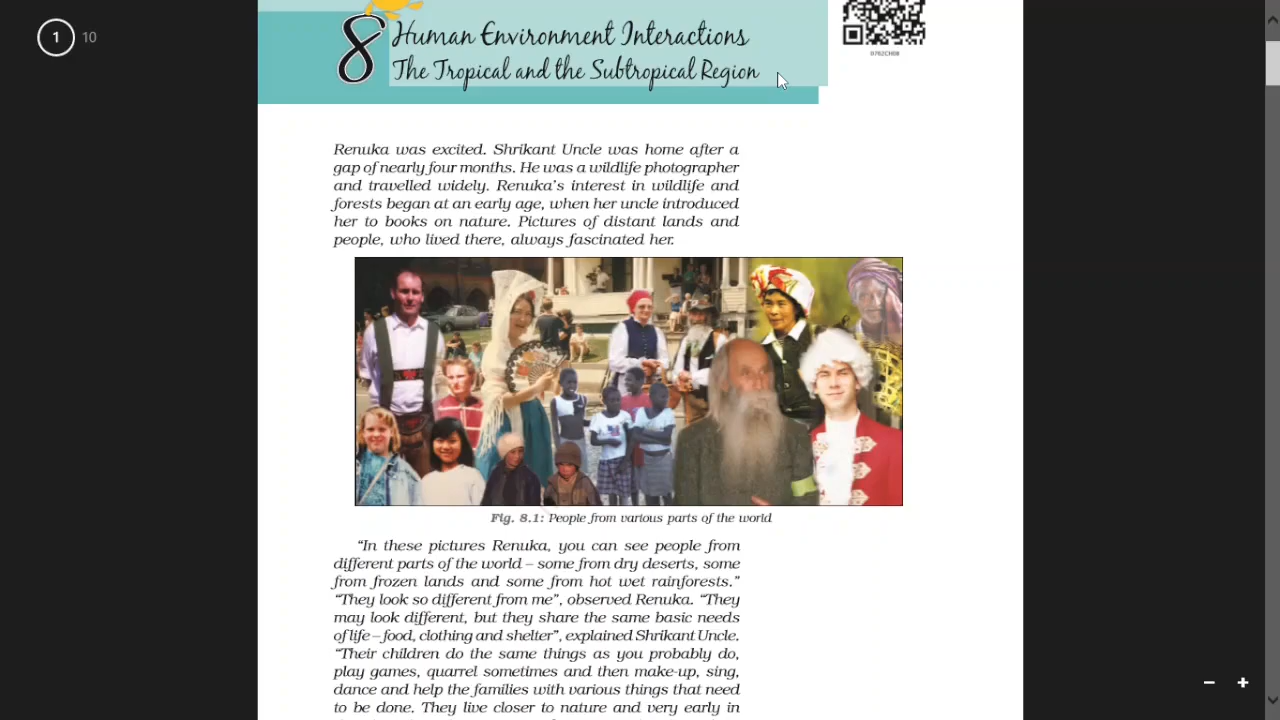 1 10
8 Human Environment Interactions
The Tropical and the Subtropical Region
0762CH08
Renuka was excited. Shrikant Uncle was home after a
gap of nearly four months. He was a wildlife photographer
and travelled widely. Renuka's interest in wildlife and
forests began at an early age, when her uncle introduced
her to books on nature. Pictures of distant lands and
people, who lived there, always fascinated her.
Fig. 8.1: People from various parts of the world
“In these pictures Renuka, you can see people from
different parts of the world – some from dry deserts, some
from frozen lands and some from hot wet rainforests.”
“They look so different from me”, observed Renuka. “They
may look different, but they share the same basic needs
of life – food, clothing and shelter”, explained Shrikant Uncle.
“Their children do the same things as you probably do,
play games, quarrel sometimes and then make-up, sing,
dance and help the families with various things that need
to be done. They live closer to nature and very early in